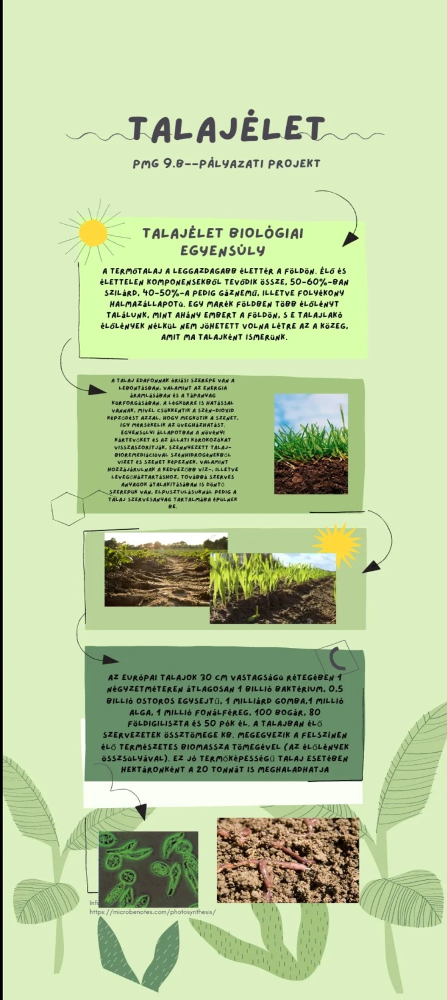 TALAJÉLET
PMG 9.B--PÁLYAZATI PROJEKT
TALAJÉLET BIOLÓGIAI
EGYENSÚLY
A TERMŐTALAJ A LEGGAZDAGABB ÉLETTÉR A FÖLDÖN. ÉLŐ ÉS
ÉLETTELEN KOMPONENSEKBŐL TEVŐDIK ÖSSZE, 50-60%-BAN
SZILÁRD, 40-50%-A PEDIG GÁZNEMŰ, ILLETVE FOLYÉKONY
HALMAZÁLLAPOTÚ. EGY MARÉK FÖLDBEN TÖBB ÉLŐLÉNYT
TALÁLUNK, MINT AHÁNY EMBERT A FÖLDÖN, S E TALAJLAKÓ
ÉLŐLÉNYEK NÉLKÜL NEM JÖHETETT VOLNA LÉTRE AZ A KÖZEG,
AMIT MA TALAJKÉNT ISMERÜNK.
A TALAJ EDAFONNAK ÓRIÁSI SZEREPE VAN A
LEBONTÁSBAN, VALAMINT AZ ENERGIA
ÁRAMLÁSÁBAN ÉS A TÁPANYAG
KÖRFORGÁSÁBAN. A LÉGKÖRRE IS HATÁSSAL
VANNAK, MIVEL CSÖKKENTIK A SZÉN-DIOXID
KÉPZŐDÉST AZZAL, HOGY MEGKÖTIK A SZENET,
ÍGY MÉRSÉKELIK AZ ÜVEGHÁZHATÁST.
EGYENSÚLYI ÁLLAPOTBAN A NÖVÉNYI
KÁRTEVŐKET ÉS AZ ÁLLATI KÓROKOZÓKAT
VISSZASZORÍTJÁK, SZENNYEZETT TALAJ-
BIOREMEDIÁCIÓVAL SZÉNHIDROGÉNEKBŐL
VIZET ÉS SZENET KÉPEZNEK, VALAMINT
HOZZÁJÁRULNAK A KEDVEZŐBB VÍZ-, ILLETVE
LEVEGŐHÁZTARTÁSHOZ, TOVÁBBÁ SZERVES
ANYAGOK ÁTALAKÍTÁSÁBAN IS DÖNTŐ
SZEREPÜK VAN, ELPUSZTULÁSUKNÁL PEDIG A
TALAJ SZERVESANYAG TARTALMÁBA ÉPÜLNEK
BE.
AZ EURÓPAI TALAJOK 30 CM VASTAGSÁGÚ RÉTEGÉBEN 1
NÉGYZETMÉTEREN ÁTLAGOSAN 1 BILLIÓ BAKTÉRIUM, 0,5
BILLIÓ OSTOROS EGYSEJTŰ, 1 MILLIÁRD GOMBA,1 MILLIÓ
ALGA, 1 MILLIÓ FONÁLFÉREG, 100 BOGÁR, 80
FÖLDIGILISZTA ÉS 50 PÓK ÉL. A TALAJBAN ÉLŐ
SZERVEZETEK ÖSSZTÖMEGE KB. MEGEGYEZIK A FELSZÍNEN
ÉLŐ TERMÉSZETES BIOMASSZA TÖMEGÉVEL (AZ ÉLŐLÉNYEK
ÖSSZSÚLYÁVAL). EZ JÓ TERMŐKÉPESSÉGŰ TALAJ ESETÉBEN
HEKTÁRONKÉNT A 20 TONNÁT IS MEGHALADHATJA
https://microbenotes.com/photosynthesis/